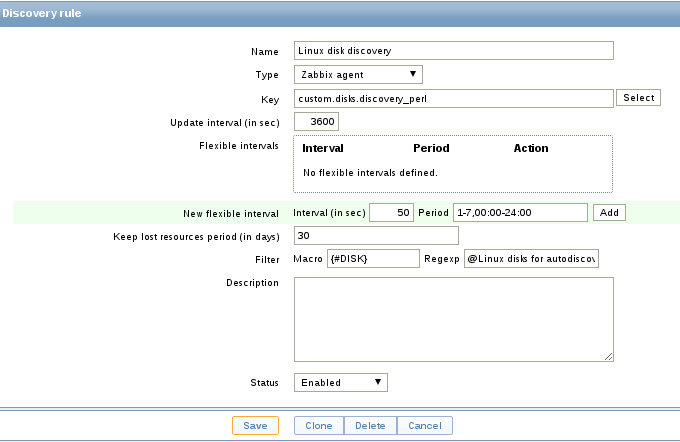 Discovery rule
Name Linux disk discovery
Type Zabbix agent
Key custom.disks.discovery_perl Select
Update interval (in sec) 3600
Flexible intervals Interval Period Action
No flexible intervals defined.
New flexible interval Interval (in sec) 50 Period 1-7,00:00-24:00 Add
Keep lost resources period (in days) 30
Filter Macro {#DISK} Regexp @Linux disks for autodiscov
Description
Status Enabled
Save Clone Delete Cancel